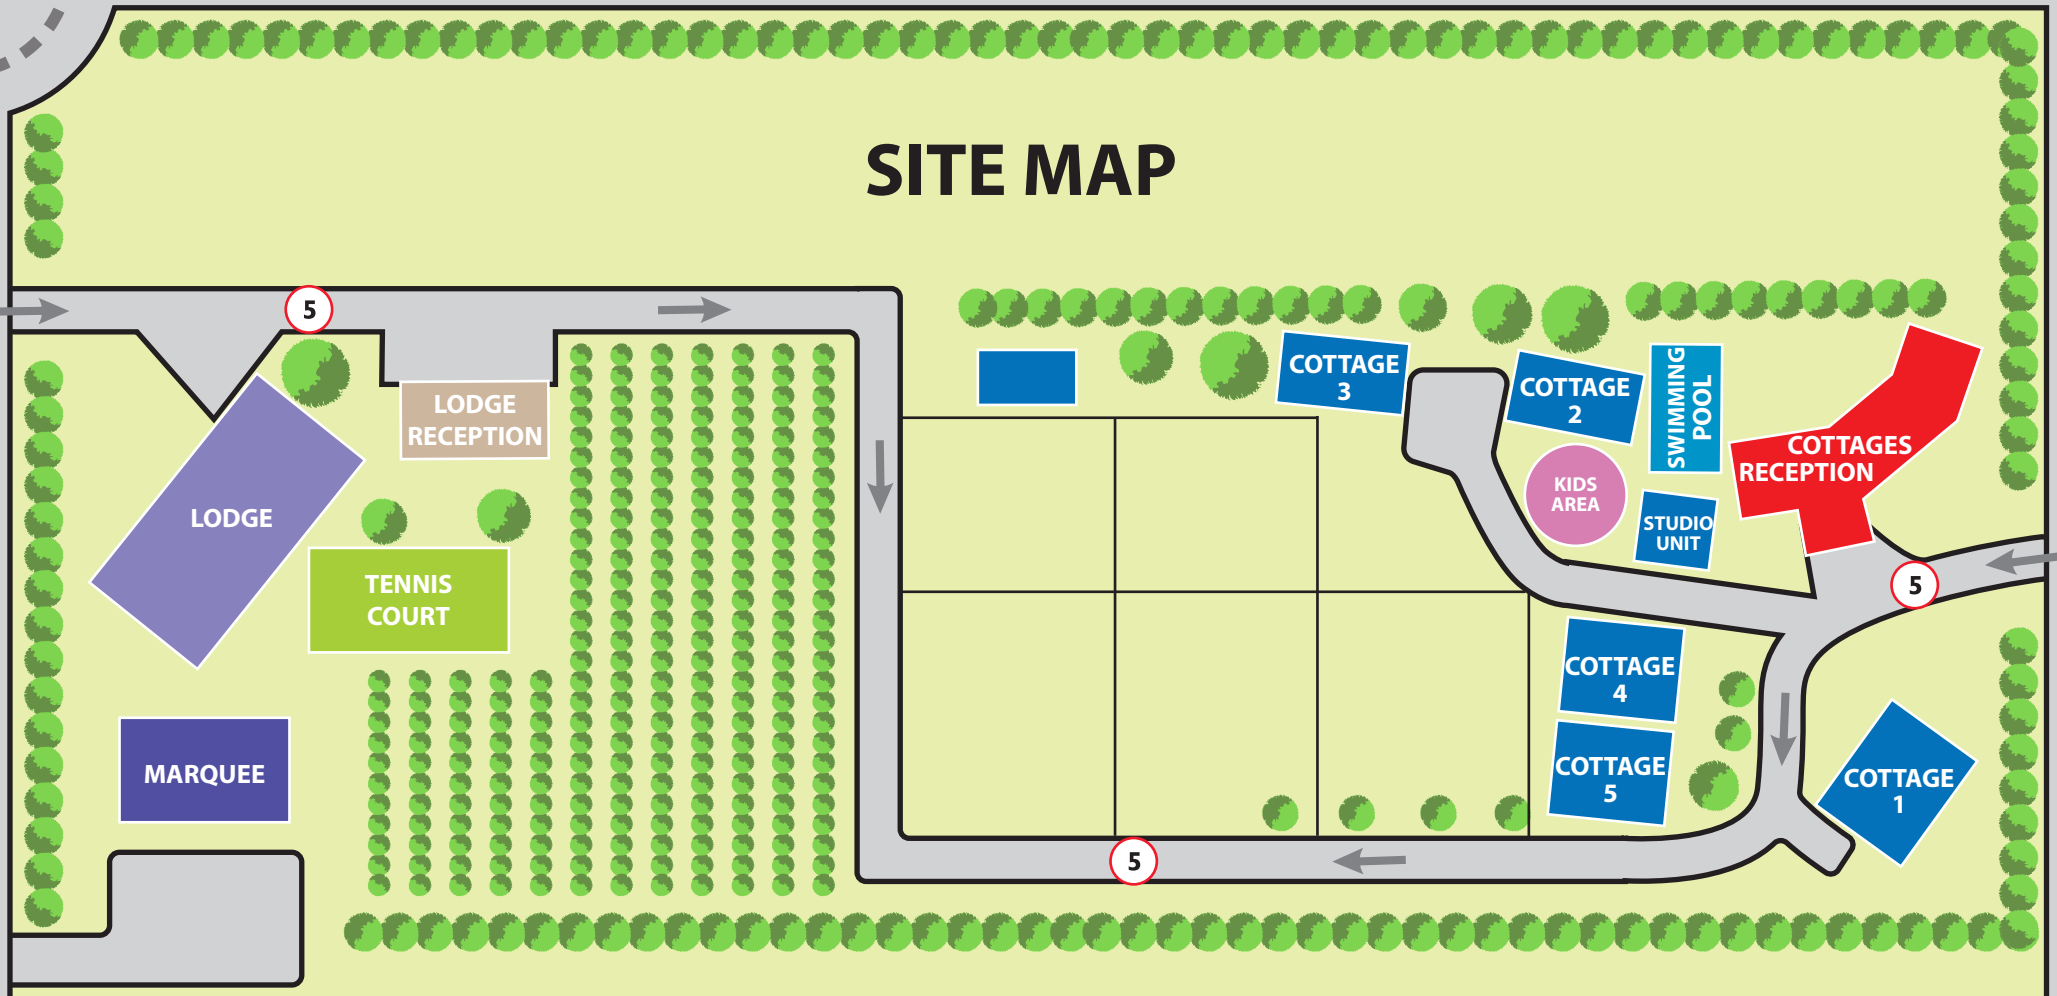 SITE MAP
5
LODGE
RECEPTION
LODGE
TENNIS
COURT
MARQUEE
COTTAGE
3
COTTAGE
2
SWIMMING
POOL
COTTAGES
RECEPTION
KIDS
AREA
STUDIO
UNIT
5
COTTAGE
4
COTTAGE
5
COTTAGE
1
5